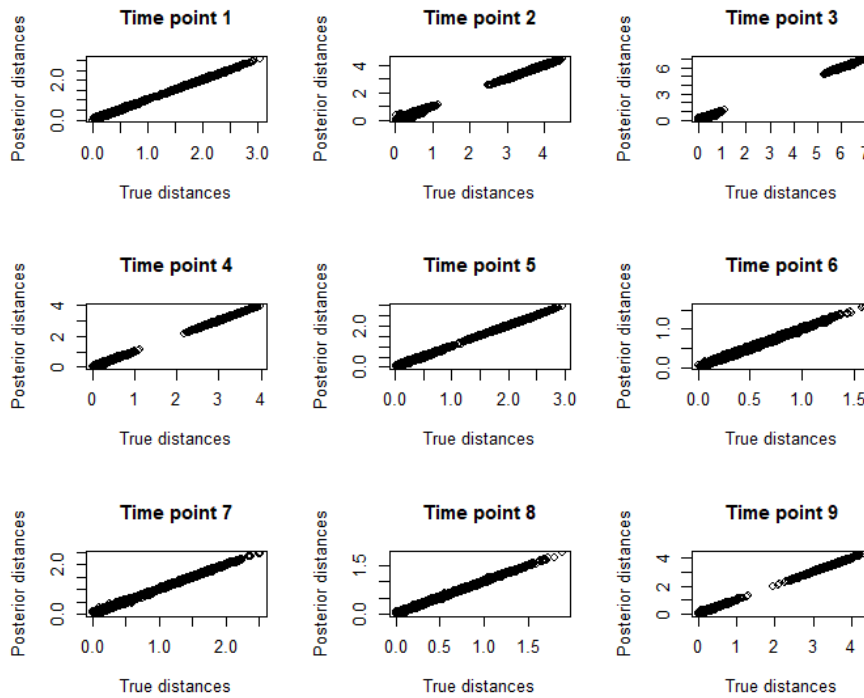 Time point 1
Posterior distances
0.0 2.0
0.0 1.0 2.0 3.0
True distances
Time point 2
Posterior distances
0 2 4
0 1 2 3 4
True distances
Time point 3
Posterior distances
0 3 6
0 1 2 3 4 5 6 7
True distances
Time point 4
Posterior distances
0 2 4
0 1 2 3 4
True distances
Time point 5
Posterior distances
0.0 2.0
0.0 1.0 2.0 3.0
True distances
Time point 6
Posterior distances
0.0 1.0
0.0 0.5 1.0 1.5
True distances
Time point 7
Posterior distances
0.0 2.0
0.0 1.0 2.0
True distances
Time point 8
Posterior distances
0.0 1.5
0.0 0.5 1.0 1.5
True distances
Time point 9
Posterior distances
0 2 4
0 1 2 3 4
True distances